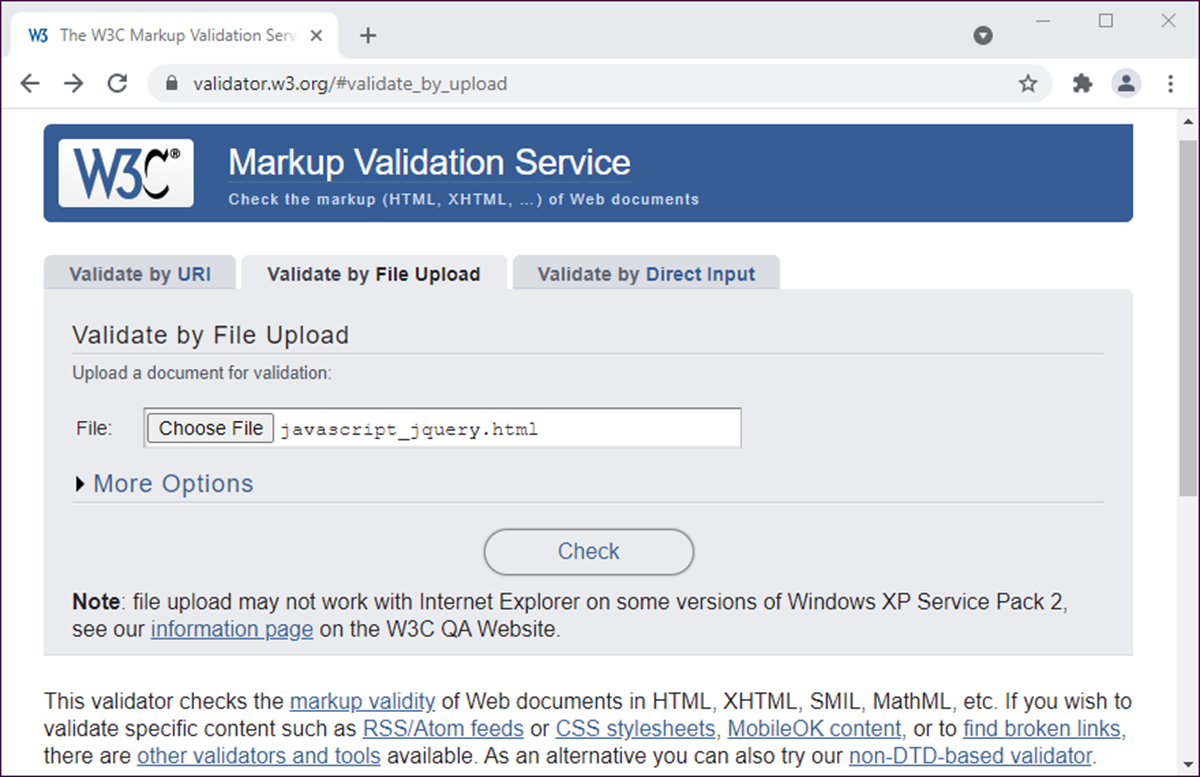 W3 The W3C Markup Validation Serv
validator.w3.org/#validate_by_upload
W3C® Markup Validation Service
Check the markup (HTML, XHTML, …) of Web documents
Validate by URI Validate by File Upload Validate by Direct Input
Validate by File Upload
Upload a document for validation:
File: Choose File javascript_jquery.html
More Options
Check
Note: file upload may not work with Internet Explorer on some versions of Windows XP Service Pack 2,
see our information page on the W3C QA Website.
This validator checks the markup validity of Web documents in HTML, XHTML, SMIL, MathML, etc. If you wish to
validate specific content such as RSS/Atom feeds or CSS stylesheets, MobileOK content, or to find broken links,
there are other validators and tools available. As an alternative you can also try our non-DTD-based validator.